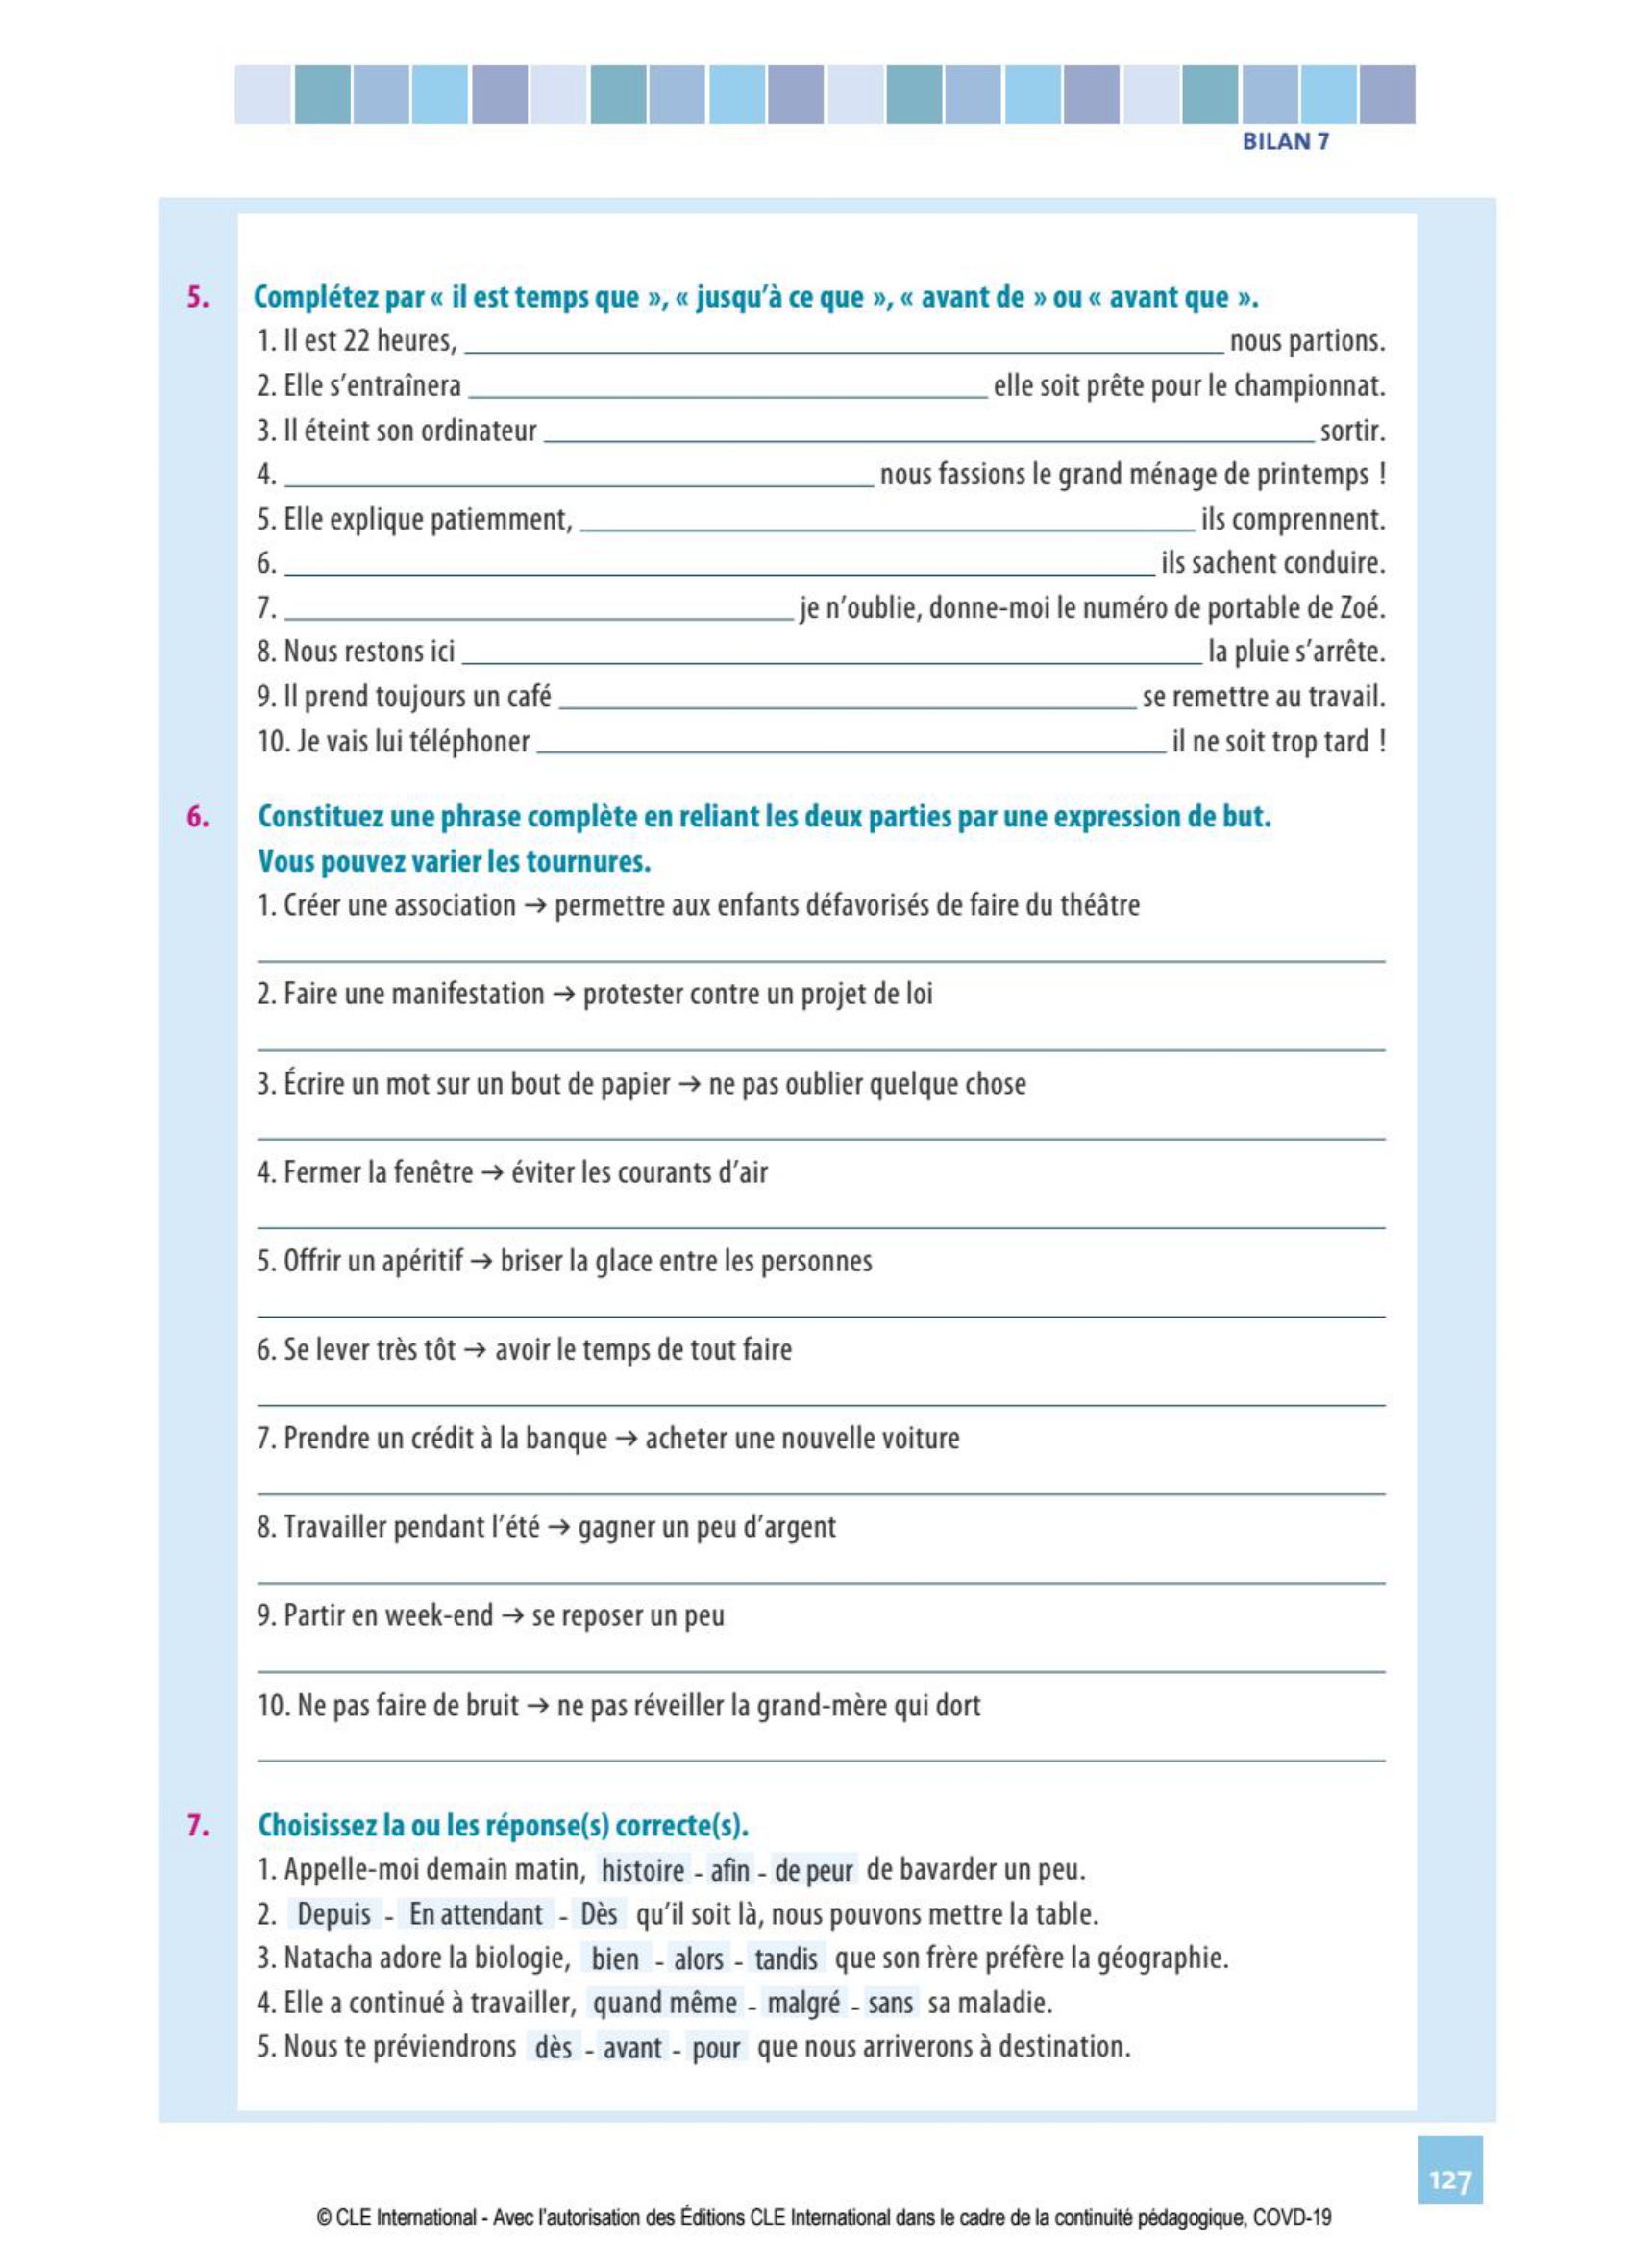 BILAN 7
5. Complétez par « il est temps que », « jusqu'à ce que », « avant de » ou « avant que ».
1. Il est 22 heures, nous partions.
2. Elle s'entraînera elle soit prête pour le championnat.
3. Il éteint son ordinateur sortir.
4. nous fassions le grand ménage de printemps !
5. Elle explique patiemment, ils comprennent.
6. ils sachent conduire.
7. je n'oublie, donne-moi le numéro de portable de Zoé.
8. Nous restons ici la pluie s'arrête.
9. Il prend toujours un café se remettre au travail.
10. Je vais lui téléphoner il ne soit trop tard !
6. Constituez une phrase complète en reliant les deux parties par une expression de but.
Vous pouvez varier les tournures.
1. Créer une association → permettre aux enfants défavorisés de faire du théâtre
2. Faire une manifestation → protester contre un projet de loi
3. Écrire un mot sur un bout de papier → ne pas oublier quelque chose
4. Fermer la fenêtre → éviter les courants d'air
5. Offrir un apéritif → briser la glace entre les personnes
6. Se lever très tôt → avoir le temps de tout faire
7. Prendre un crédit à la banque → acheter une nouvelle voiture
8. Travailler pendant l'été → gagner un peu d'argent
9. Partir en week-end → se reposer un peu
10. Ne pas faire de bruit → ne pas réveiller la grand-mère qui dort
7. Choisissez la ou les réponse(s) correcte(s).
1. Appelle-moi demain matin, histoire - afin - de peur de bavarder un peu.
2. Depuis - En attendant - Dès qu'il soit là, nous pouvons mettre la table.
3. Natacha adore la biologie, bien - alors - tandis que son frère préfère la géographie.
4. Elle a continué à travailler, quand même - malgré - sans sa maladie.
5. Nous te préviendrons dès - avant - pour que nous arriverons à destination.
127
© CLE International - Avec l'autorisation des Éditions CLE International dans le cadre de la continuité pédagogique, COVD-19